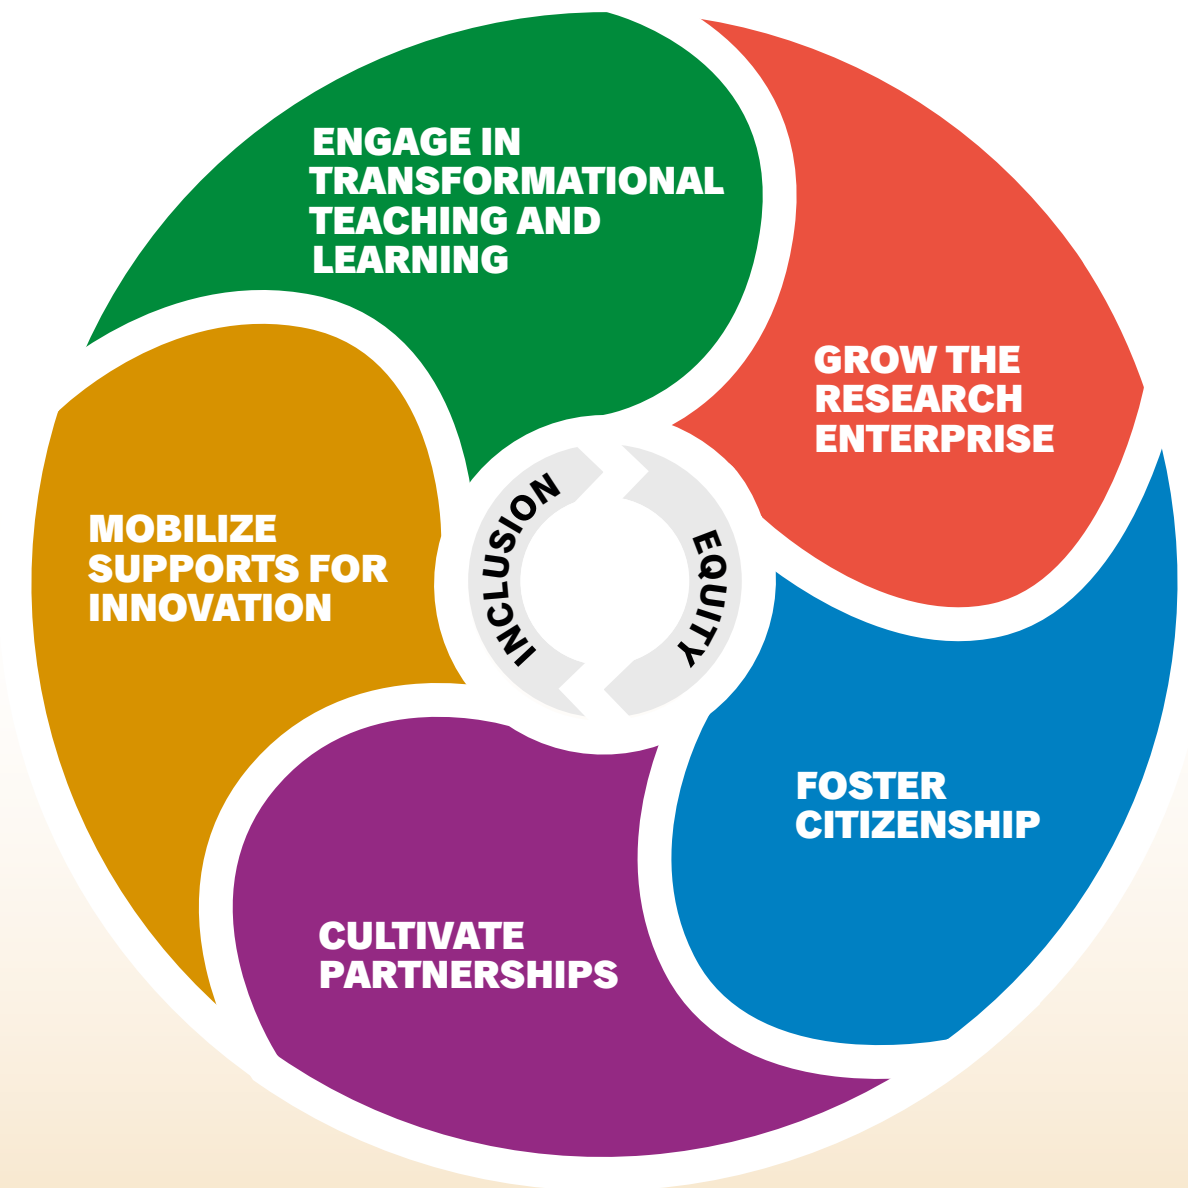 ENGAGE IN
TRANSFORMATIONAL
TEACHING AND
LEARNING
GROW THE
RESEARCH
ENTERPRISE
MOBILIZE
SUPPORTS FOR
INNOVATION
INCLUSION
EQUITY
FOSTER
CITIZENSHIP
CULTIVATE
PARTNERSHIPS